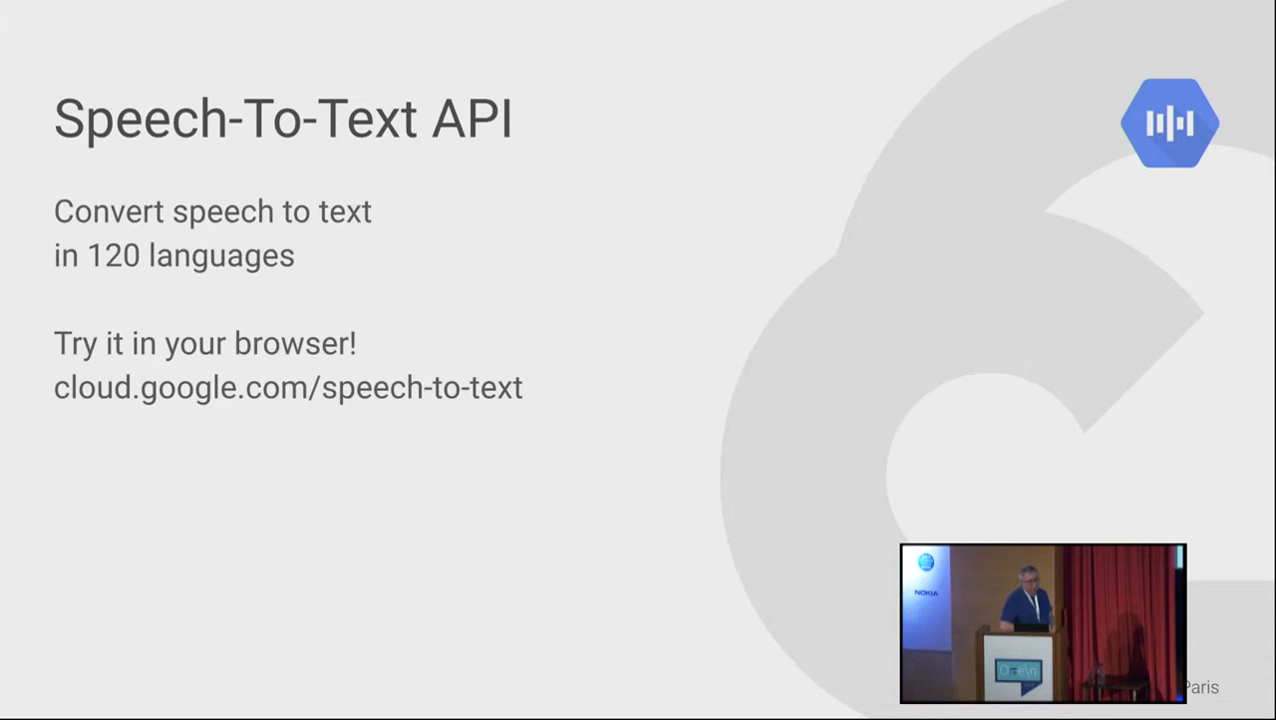 Speech-To-Text API
Convert speech to text
in 120 languages
Try it in your browser!
cloud.google.com/speech-to-text
NOKIA
Paris